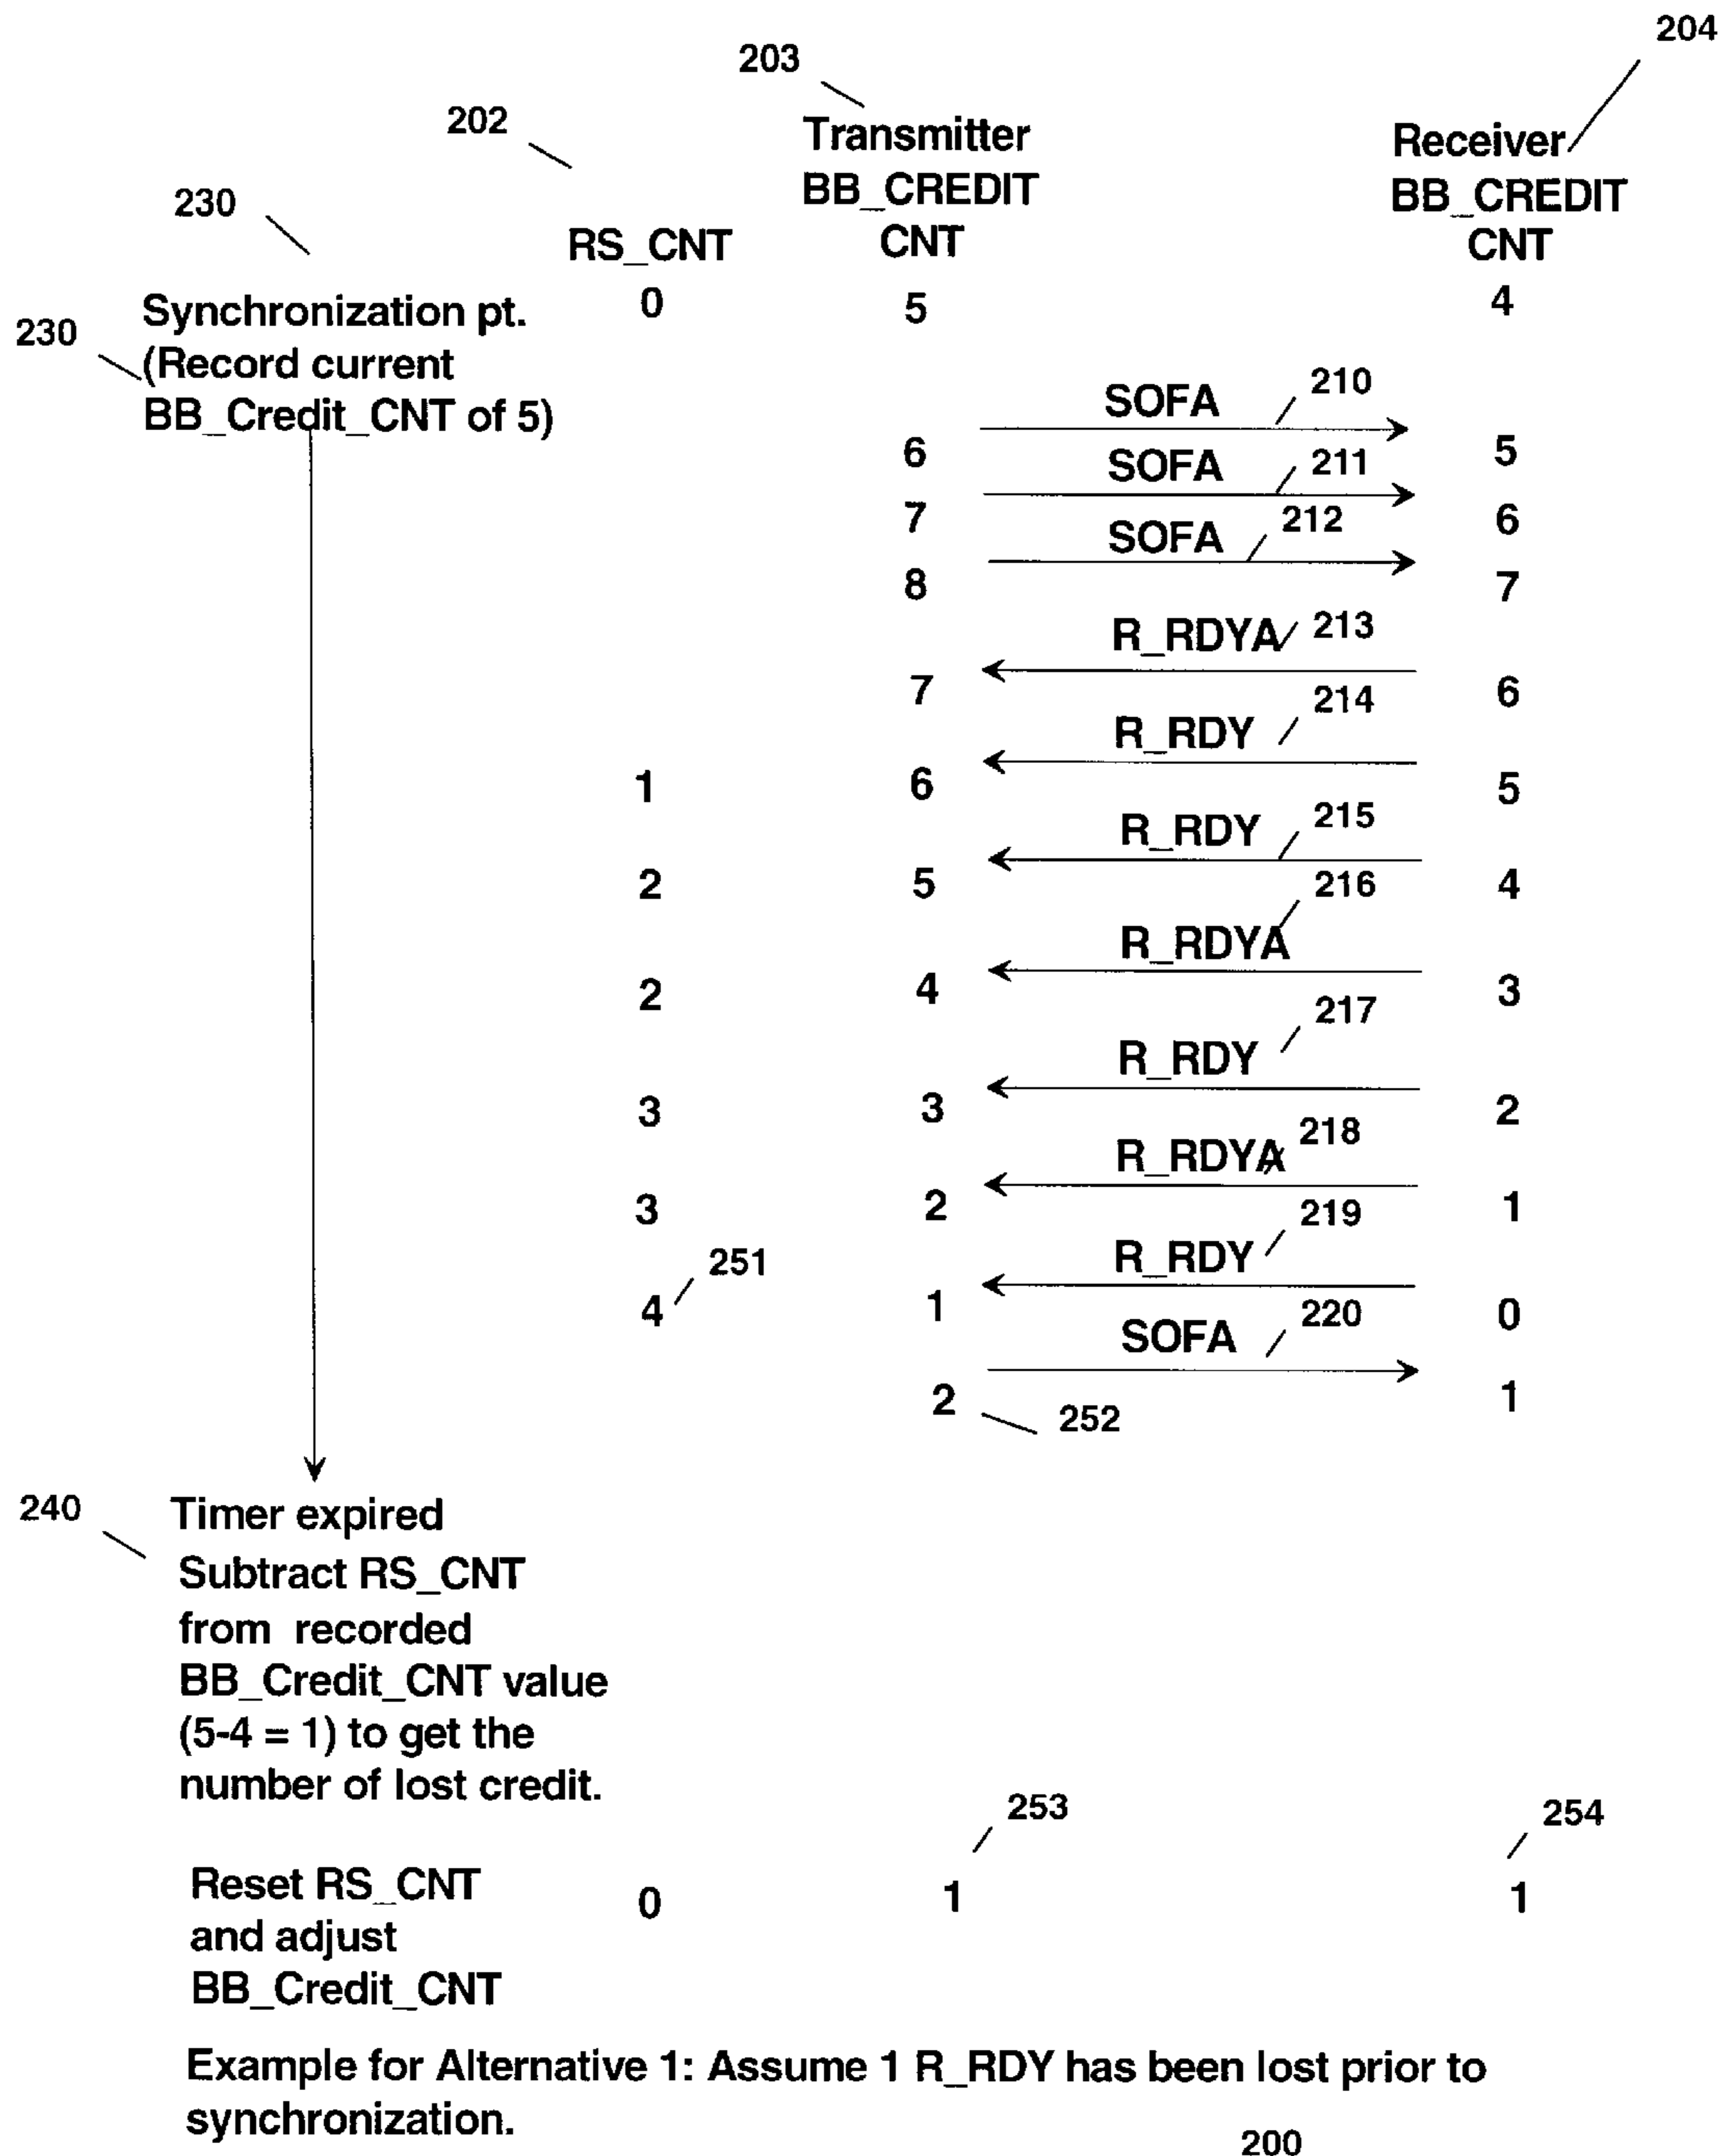 204
203
202
Transmitter
BB_CREDIT
CNT
Receiver
BB_CREDIT
CNT
230
RS_CNT
Synchronization pt.
0
5
4
230
(Record current
BB_Credit_CNT of 5)
SOFA
210
6
5
SOFA
211
7
6
SOFA
212
8
7
R_RDYA
213
7
6
R_RDY
214
1
6
5
R_RDY
215
2
5
4
R_RDYA
216
2
4
3
R_RDY
217
3
3
2
R_RDYA
218
3
2
1
R_RDY
219
4
251
1
0
SOFA
220
2
252
1
240
Timer expired
Subtract RS_CNT
from recorded
BB_Credit_CNT value
(5-4 = 1) to get the
number of lost credit.
253
254
Reset RS_CNT
and adjust
BB_Credit_CNT
0
1
1
Example for Alternative 1: Assume 1 R_RDY has been lost prior to
synchronization.
200